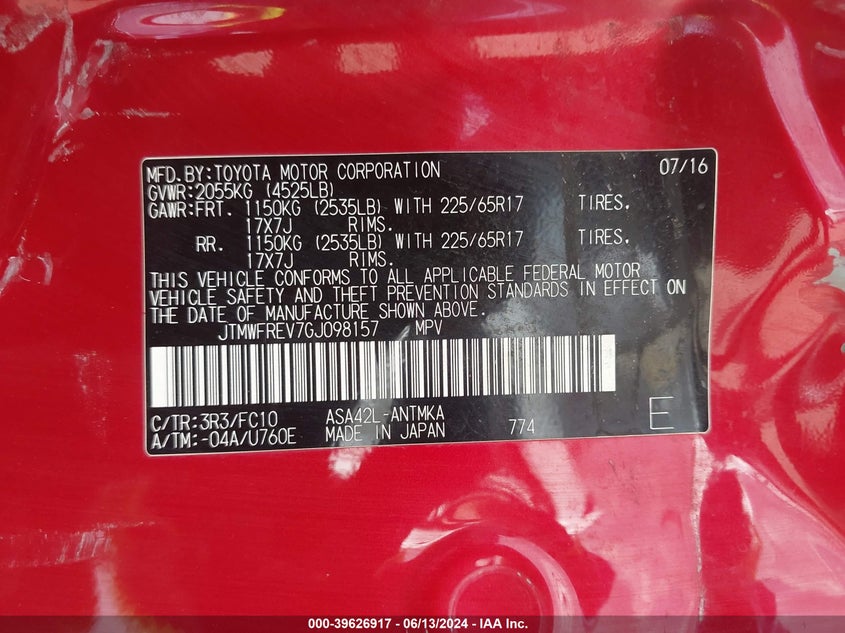 MFD.BY:TOYOTA MOTOR CORPORATION 07/16
GVWR:2055KG (4525LB)
GAWR:FRT. 1150KG (2535LB) WITH 225/65R17 TIRES.
17X7J RIMS.
RR. 1150KG (2535LB) WITH 225/65R17 TIRES.
17X7J RIMS.
THIS VEHICLE CONFORMS TO ALL APPLICABLE FEDERAL MOTOR
VEHICLE SAFETY AND THEFT PREVENTION STANDARDS IN EFFECT ON
THE DATE OF MANUFACTURE SHOWN ABOVE.
JTMWFREV7GJ098157 MPV
C/TR:3R3/FC10 ASA42L-ANTMKA
A/TM:-04A/U760E MADE IN JAPAN 774 E
000-39626917 - 06/13/2024 - IAA Inc.